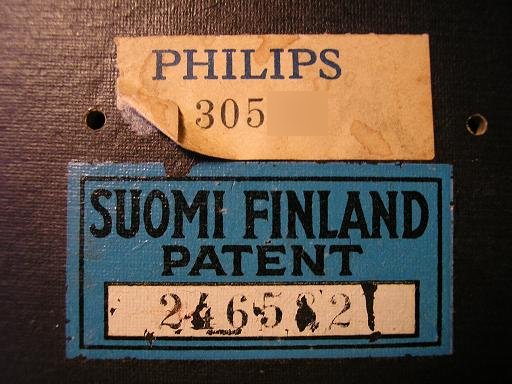 PHILIPS
305
SUOMI FINLAND
PATENT